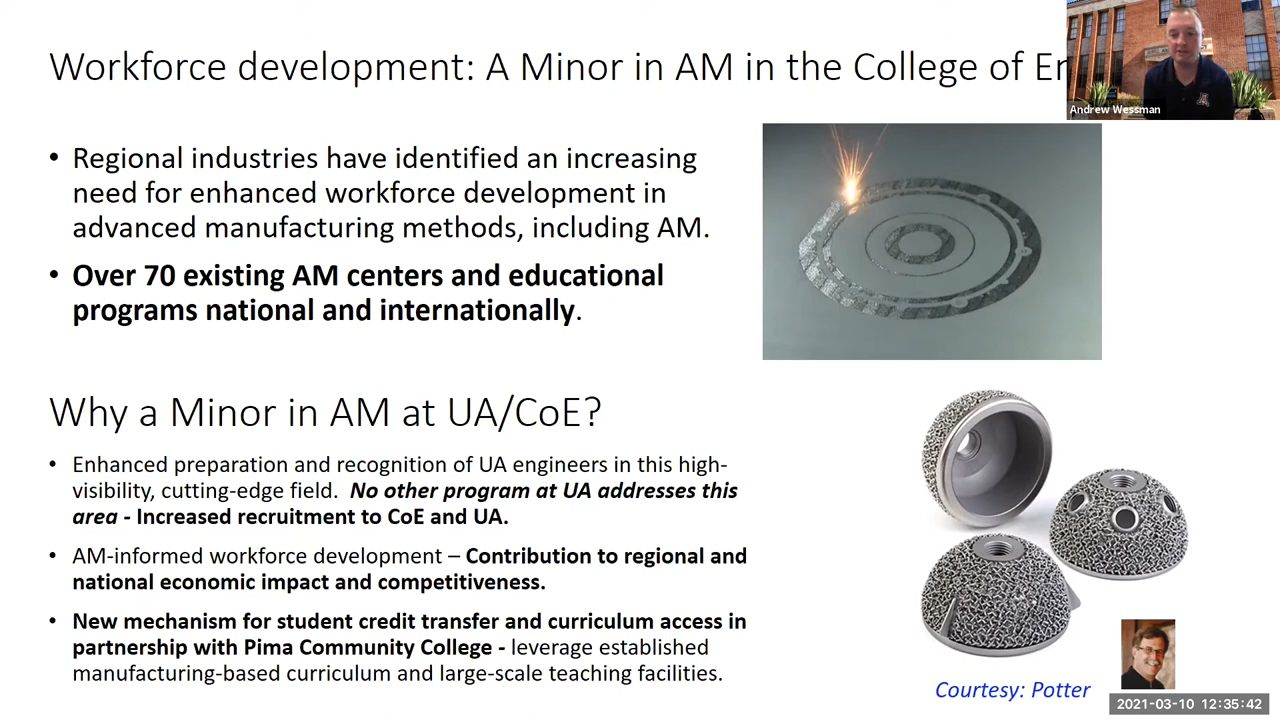 Workforce development: A Minor in AM in the College of
Andrew Wessman
• Regional industries have identified an increasing
need for enhanced workforce development in
advanced manufacturing methods, including AM.
• Over 70 existing AM centers and educational
programs national and internationally.
Why a Minor in AM at UA/CoE?
• Enhanced preparation and recognition of UA engineers in this high-
visibility, cutting-edge field. No other program at UA addresses this
area - Increased recruitment to CoE and UA.
• AM-informed workforce development – Contribution to regional and
national economic impact and competitiveness.
• New mechanism for student credit transfer and curriculum access in
partnership with Pima Community College - leverage established
manufacturing-based curriculum and large-scale teaching facilities.
Courtesy: Potter
2021-03-10 12:35:42